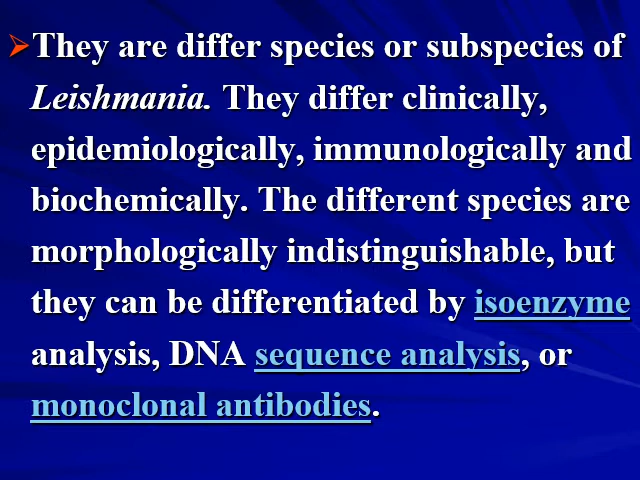 They are differ species or subspecies of
Leishmania. They differ clinically,
epidemiologically, immunologically and
biochemically. The different species are
morphologically indistinguishable, but
they can be differentiated by isoenzyme
analysis, DNA sequence analysis, or
monoclonal antibodies.